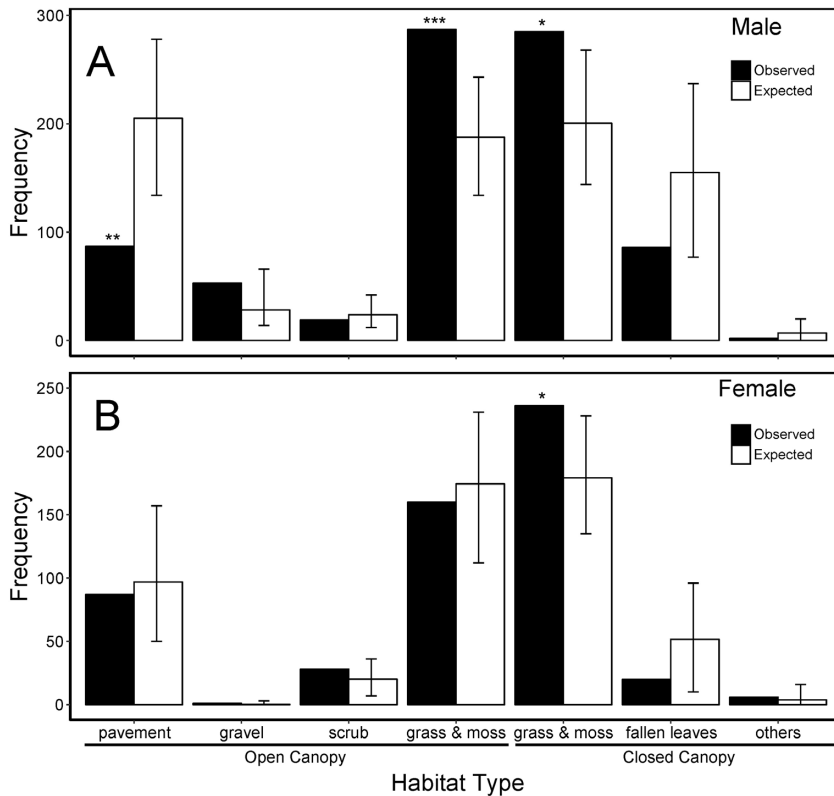 A
Male
Observed
Expected
Frequency
300
200
100
0
**
***
*
B
Female
Observed
Expected
Frequency
250
200
150
100
50
0
*
pavement gravel scrub grass & moss grass & moss fallen leaves others
Open Canopy Closed Canopy
Habitat Type